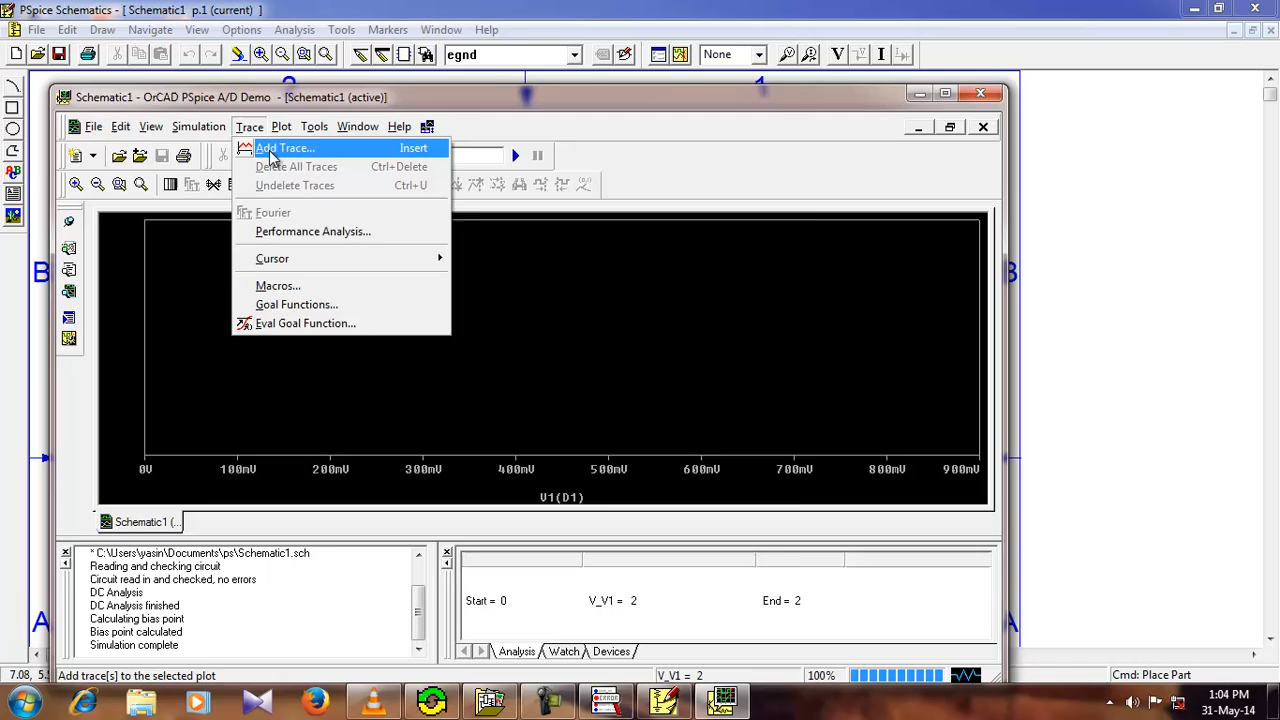 PSpice Schematics - [ Schematic1  p.1 (current)  ]
File Edit Draw Navigate View Options Analysis Tools Markers Window Help
egnd
None
V
I
2
1
Schematic1 - OrCAD PSpice A/D Demo  - [Schematic1 (active)]
File Edit View Simulation Trace Plot Tools Window Help
Add Trace... Insert
Delete All Traces Ctrl+Delete
Undelete Traces Ctrl+U
Fourier
Performance Analysis...
Cursor
Macros...
Goal Functions...
Eval Goal Function...
B
B
0V 100mV 200mV 300mV 400mV 500mV 600mV 700mV 800mV 900mV
V1(D1)
Schematic1 (...
* C:\Users\yasin\Documents\ps\Schematic1.sch
Reading and checking circuit
Circuit read in and checked, no errors
DC Analysis
DC Analysis finished
Calculating bias point
Bias point calculated
Simulation complete
Start = 0 V_V1 = 2 End = 2
A
A
Analysis Watch Devices
7.08, 5.
Add trace[s] to the selected plot
V_V1 = 2
100%
Cmd: Place Part
ERROR
1:04 PM
31-May-14